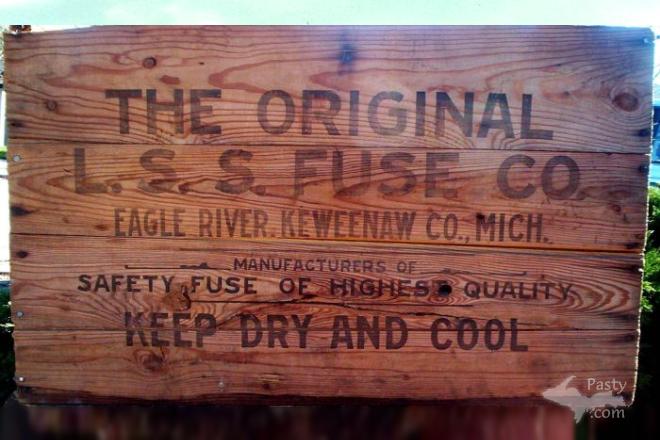 THE ORIGINAL
L. S. S. FUSE CO.
EAGLE RIVER. KEWEENAW CO., MICH.
MANUFACTURERS OF
SAFETY FUSE OF HIGHEST QUALITY
KEEP DRY AND COOL
Pasty
.com